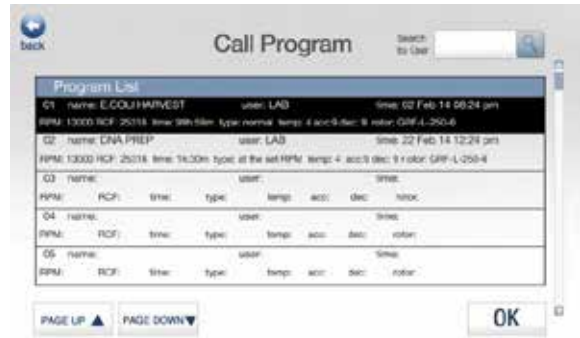 back
Call Program
Search to User
Program List
01 name: E.COLI HARVEST user: LAB time: 02 Feb 14 08:24 pm
RPM: 13000 RCF: 25318 time: type: normal temp: 4 acc:9 dec: 9 rotor: GRF-L-250-6
02 name: DNA PREP user: LAB time: 22 Feb 14 12:24 pm
RPM: 13000 RCF: 25318 time: 1h:30m type: at the set RPM temp: 4 acc:9 dec: 9 rotor: GRF-L-250-6
03 name: user: time:
RPM: RCF: time: type: temp: acc: dec: rotor:
04 name: user: time:
RPM: RCF: time: type: temp: acc: dec: rotor:
05 name: user: time:
RPM: RCF: time: type: temp: acc: dec: rotor:
PAGE UP ▲ PAGE DOWN▼ OK